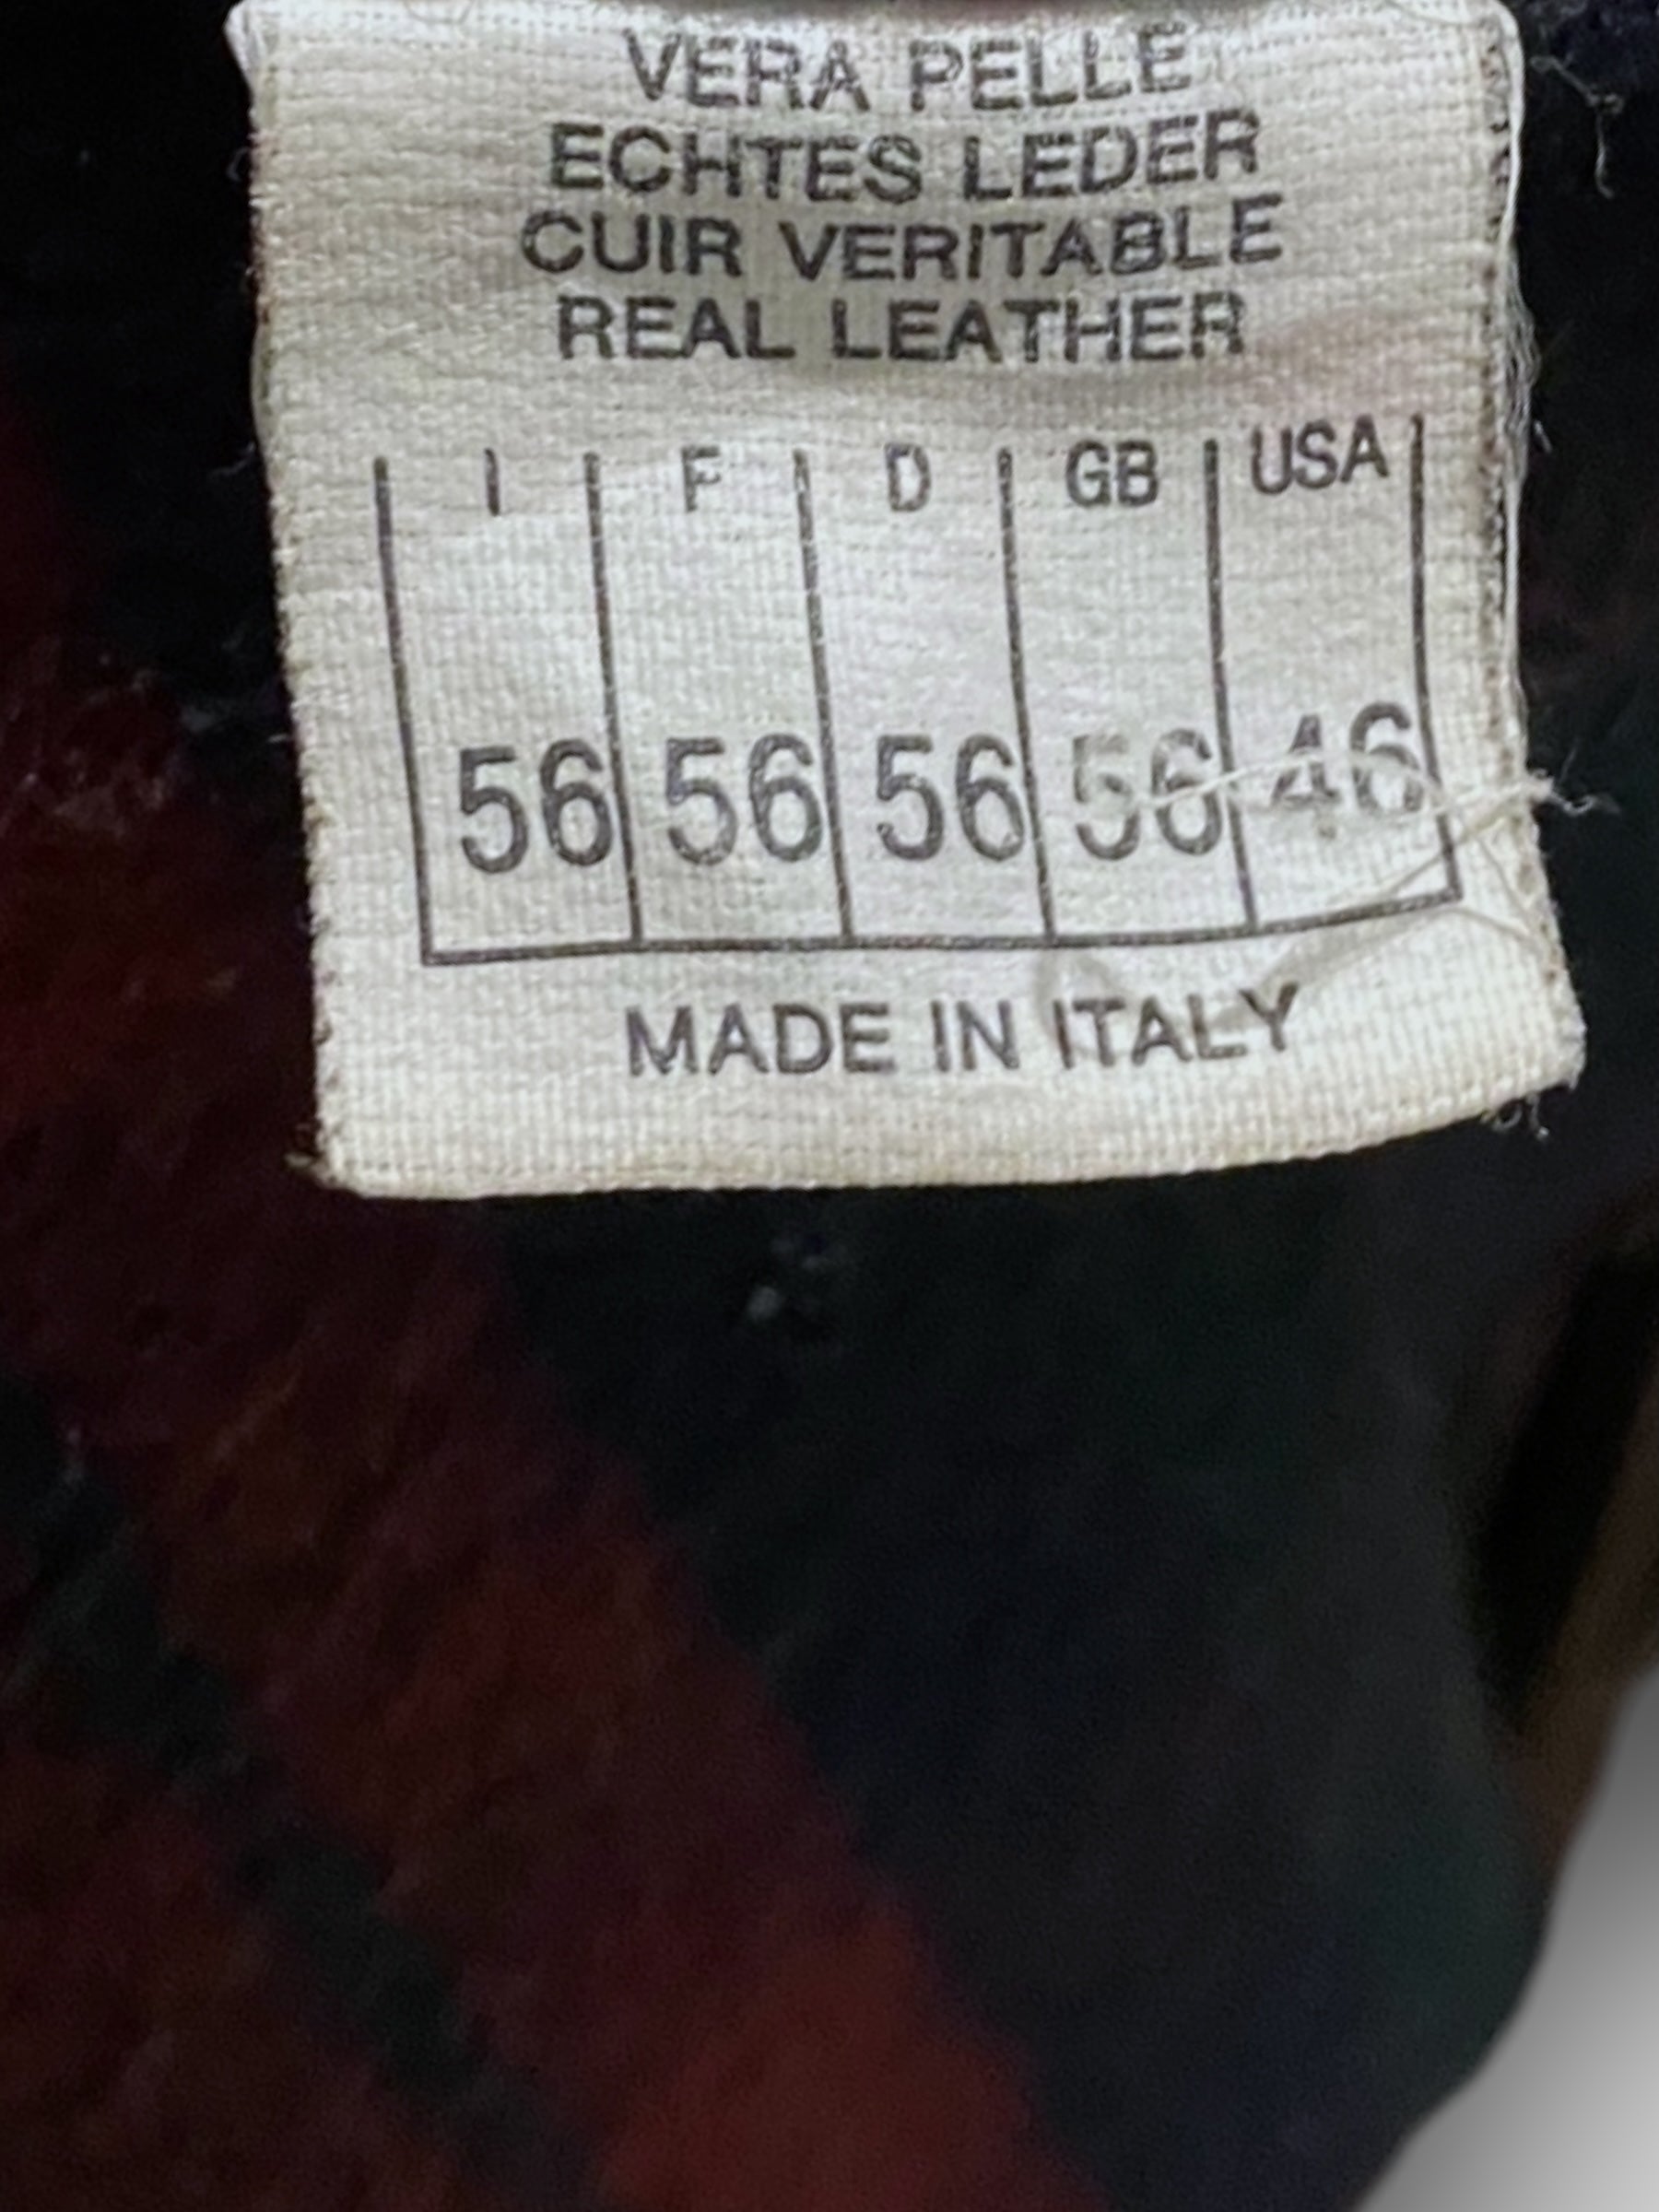 VERA PELLE
ECHTES LEDER
CUIR VERITABLE
REAL LEATHER
I F D GB USA
56 56 56 56 46
MADE IN ITALY